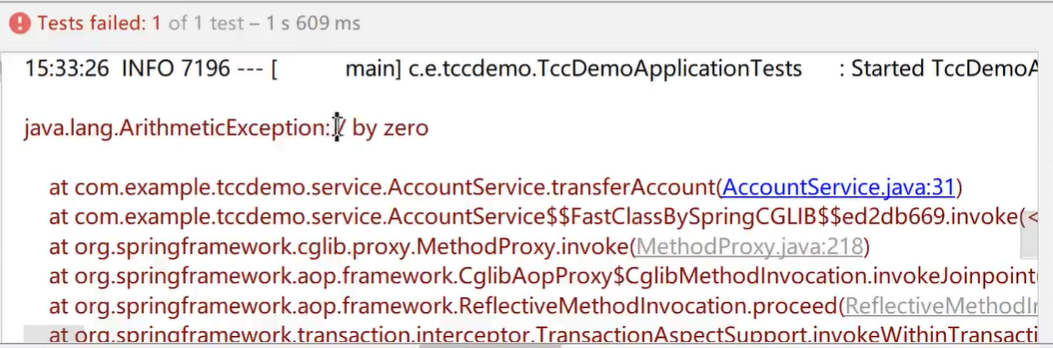 Tests failed: 1 of 1 test – 1 s 609 ms
15:33:26 INFO 7196 --- [ main] c.e.tccdemo.TccDemoApplicationTests : Started TccDemoA
java.lang.ArithmeticException: / by zero
at com.example.tccdemo.service.AccountService.transferAccount(AccountService.java:31)
at com.example.tccdemo.service.AccountService$$FastClassBySpringCGLIB$$ed2db669.invoke(<
at org.springframework.cglib.proxy.MethodProxy.invoke(MethodProxy.java:218)
at org.springframework.aop.framework.CglibAopProxy$CglibMethodInvocation.invokeJoinpoint(
at org.springframework.aop.framework.ReflectiveMethodInvocation.proceed(ReflectiveMethodIn
at org.springframework.transaction.interceptor.TransactionAspectSupport.invokeWithinTransacti